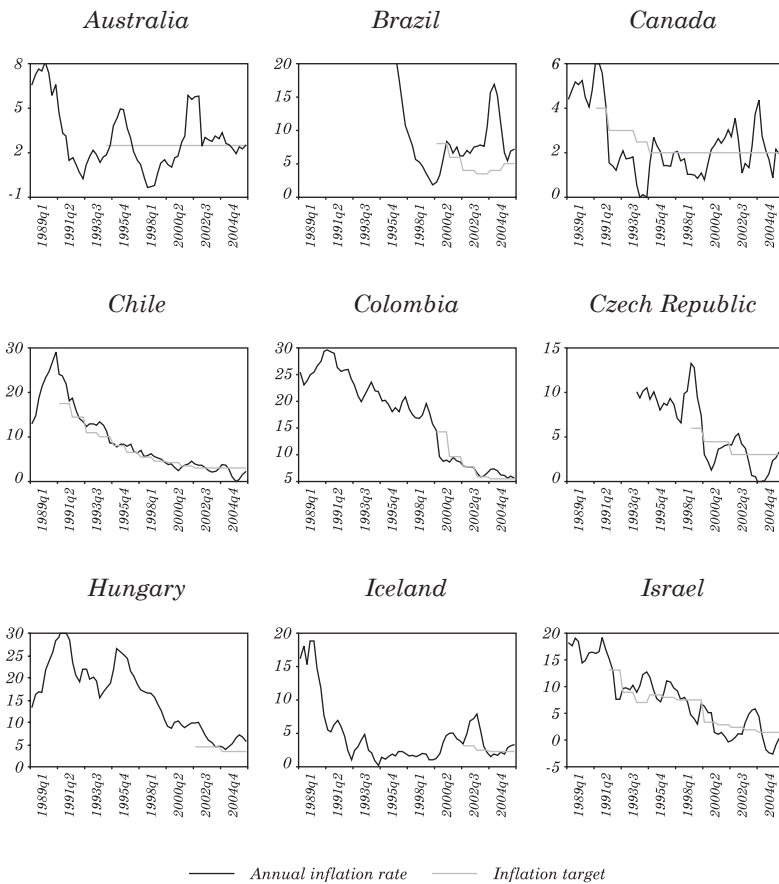 Australia
Brazil
Canada
8
5
2
-1
1989q1
1991q2
1993q3
1995q4
1998q1
2000q2
2002q3
2004q4
20
15
10
5
0
1989q1
1991q2
1993q3
1995q4
1998q1
2000q2
2002q3
2004q4
6
4
2
0
1989q1
1991q2
1993q3
1995q4
1998q1
2000q2
2002q3
2004q4
Chile
Colombia
Czech Republic
30
20
10
0
1989q1
1991q2
1993q3
1995q4
1998q1
2000q2
2002q3
2004q4
30
25
20
15
10
5
1989q1
1991q2
1993q3
1995q4
1998q1
2000q2
2002q3
2004q4
15
10
5
0
1989q1
1991q2
1993q3
1995q4
1998q1
2000q2
2002q3
2004q4
Hungary
Iceland
Israel
30
25
20
15
10
5
0
1989q1
1991q2
1993q3
1995q4
1998q1
2000q2
2002q3
2004q4
20
15
10
5
0
1989q1
1991q2
1993q3
1995q4
1998q1
2000q2
2002q3
2004q4
20
15
10
5
0
-5
1989q1
1991q2
1993q3
1995q4
1998q1
2000q2
2002q3
2004q4
Annual inflation rate
Inflation target